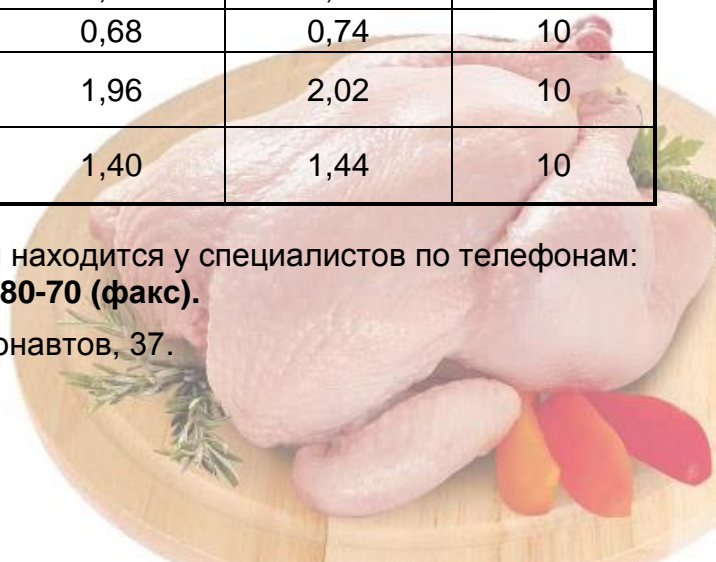 0,68 0,74 10
1,96 2,02 10
1,40 1,44 10
находится у специалистов по телефонам:
80-70 (факс).
онавтов, 37.